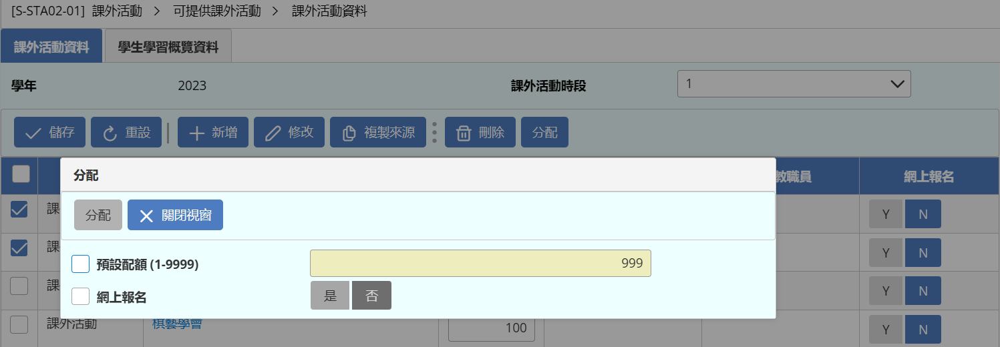 [S-STA02-01] 課外活動 > 可提供課外活動 > 課外活動資料
課外活動資料 學生學習概覽資料
學年 2023 課外活動時段 1
儲存 重設 新增 修改 複製來源 刪除 分配
教職員 網上報名
分配
分配 關閉視窗
課 Y N
課 Y N
預設配額 (1-9999) 999
課 Y N
網上報名 是 否
課外活動 棋藝學會 100 Y N